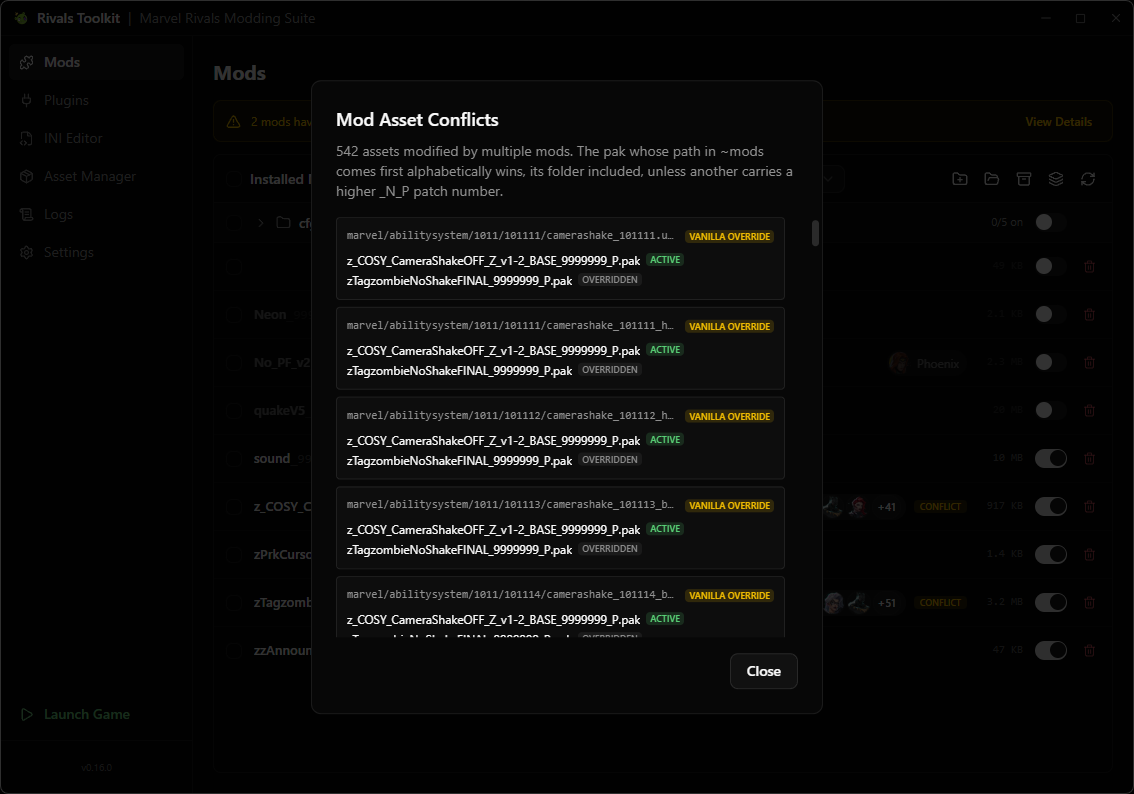 Rivals Toolkit | Marvel Rivals Modding Suite
Mods
Plugins
INI Editor
Asset Manager
Logs
Settings
Launch Game
v0.16.0
Mods
2 mods hav
View Details
Installed
0/5 on
Neon
No_PF_v2
Phoenix
quakeV5
sound
10 MB
z_COSY_C
+41
CONFLICT
917 KB
zPrkCurso
1.4 KB
zTagzomb
+51
CONFLICT
3.2 MB
zzAnnoun
47 KB
Mod Asset Conflicts
542 assets modified by multiple mods. The pak whose path in ~mods
comes first alphabetically wins, its folder included, unless another carries a
higher _N_P patch number.
marvel/abilitysystem/1011/101111/camerashake_101111.u… VANILLA OVERRIDE
z_COSY_CameraShakeOFF_Z_v1-2_BASE_9999999_P.pak ACTIVE
zTagzombieNoShakeFINAL_9999999_P.pak OVERRIDDEN
marvel/abilitysystem/1011/101111/camerashake_101111_h… VANILLA OVERRIDE
z_COSY_CameraShakeOFF_Z_v1-2_BASE_9999999_P.pak ACTIVE
zTagzombieNoShakeFINAL_9999999_P.pak OVERRIDDEN
marvel/abilitysystem/1011/101112/camerashake_101112_h… VANILLA OVERRIDE
z_COSY_CameraShakeOFF_Z_v1-2_BASE_9999999_P.pak ACTIVE
zTagzombieNoShakeFINAL_9999999_P.pak OVERRIDDEN
marvel/abilitysystem/1011/101113/camerashake_101113_b… VANILLA OVERRIDE
z_COSY_CameraShakeOFF_Z_v1-2_BASE_9999999_P.pak ACTIVE
zTagzombieNoShakeFINAL_9999999_P.pak OVERRIDDEN
marvel/abilitysystem/1011/101114/camerashake_101114_b… VANILLA OVERRIDE
z_COSY_CameraShakeOFF_Z_v1-2_BASE_9999999_P.pak ACTIVE
Close